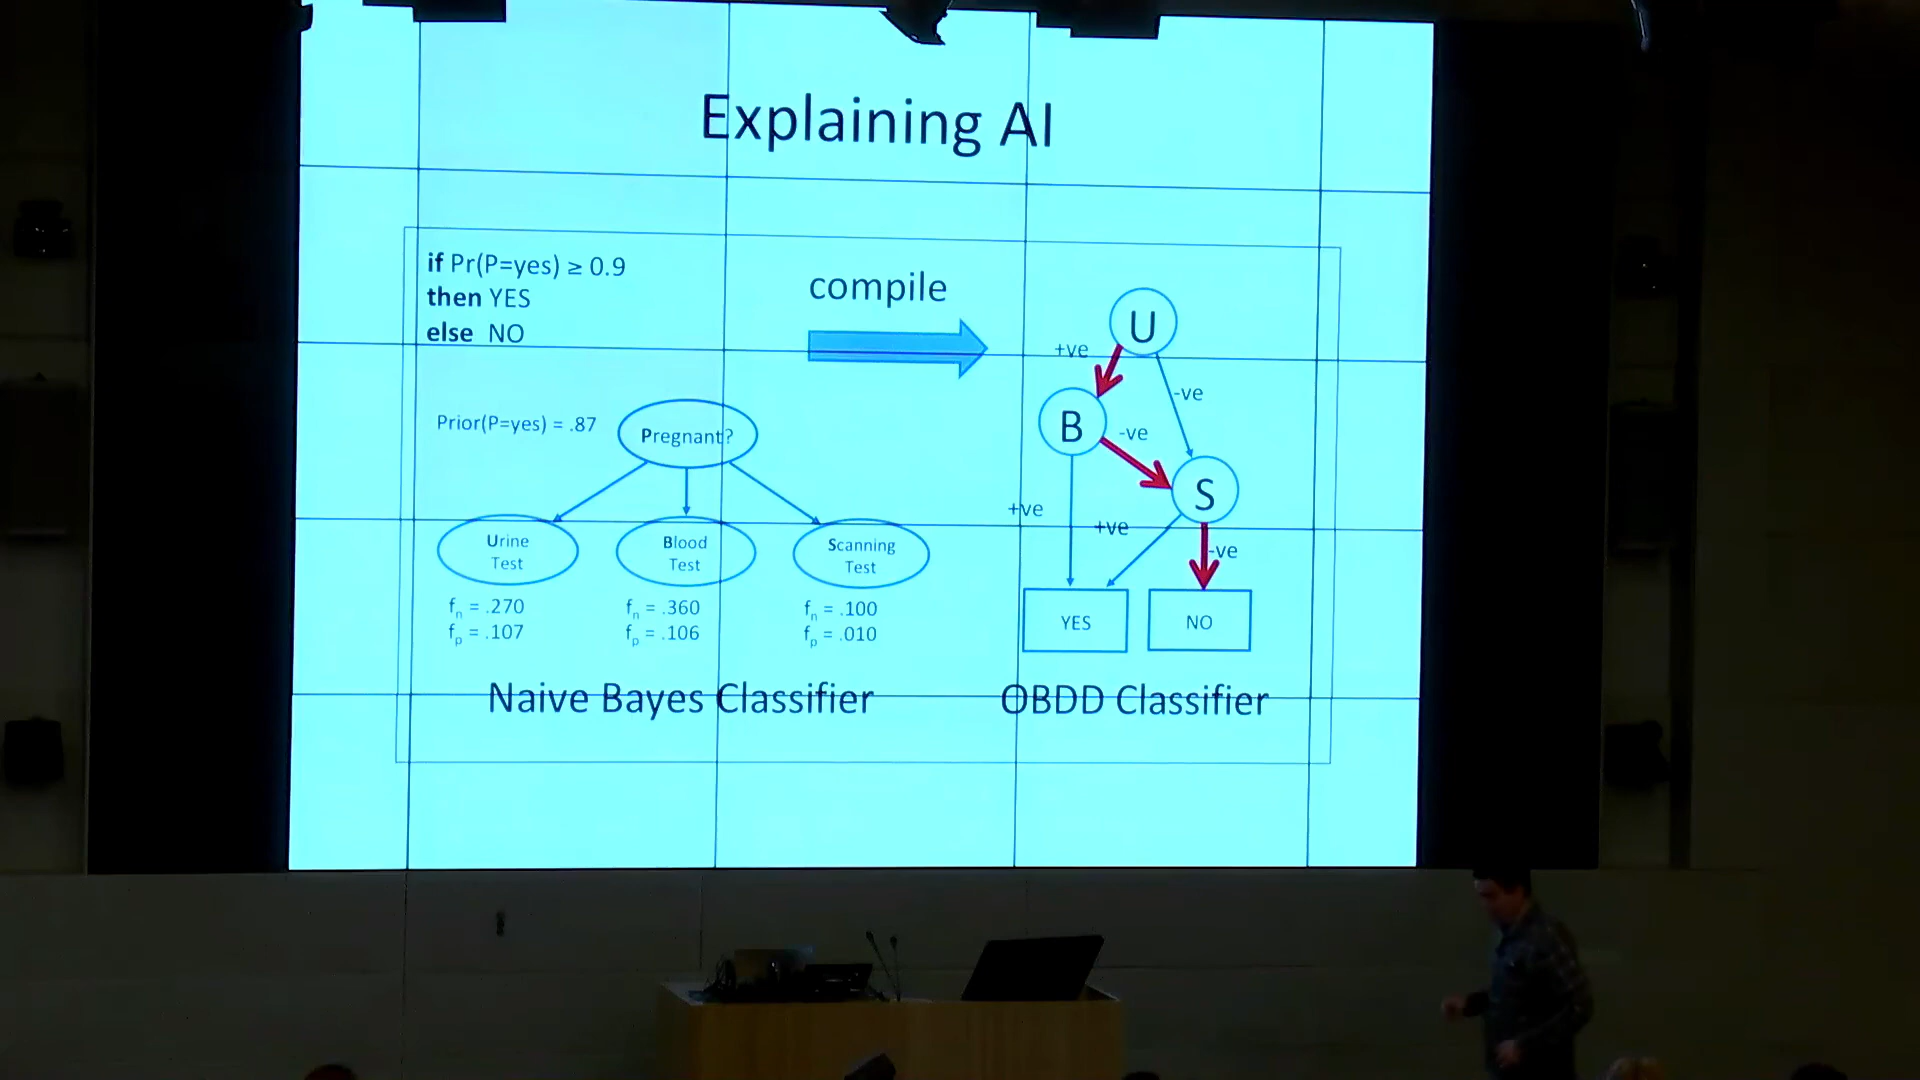 Explaining AI
if Pr(P=yes) ≥ 0.9
then YES
else NO
compile
Prior(P=yes) = .87
Pregnant?
Urine
Test
Blood
Test
Scanning
Test
fn = .270
fp = .107
fn = .360
fp = .106
fn = .100
fp = .010
Naive Bayes Classifier
U
+ve
-ve
B
-ve
S
+ve
+ve
-ve
YES
NO
OBDD Classifier